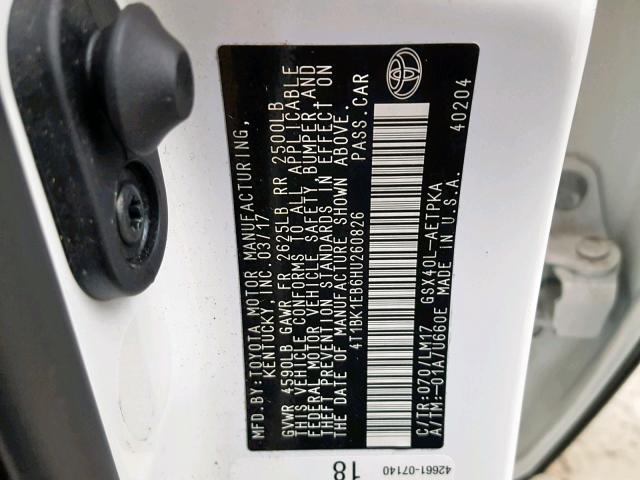 MFD.BY:TOYOTA MOTOR MANUFACTURING,
KENTUCKY, INC. 03/17
GVWR 4590LB GAWR FR 2625LB RR 2500LB
THIS VEHICLE CONFORMS TO ALL APPLICABLE
FEDERAL MOTOR VEHICLE SAFETY, BUMPER, AND
THEFT PREVENTION STANDARDS IN EFFECT ON
THE DATE OF MANUFACTURE SHOWN ABOVE.
4T1BK1EB6HU260826 PASS.CAR
C/TR:070/LM17 GSX40L-AETPKA
A/TM:-01A/U660E MADE IN U.S.A.
40204
42661-07140
18